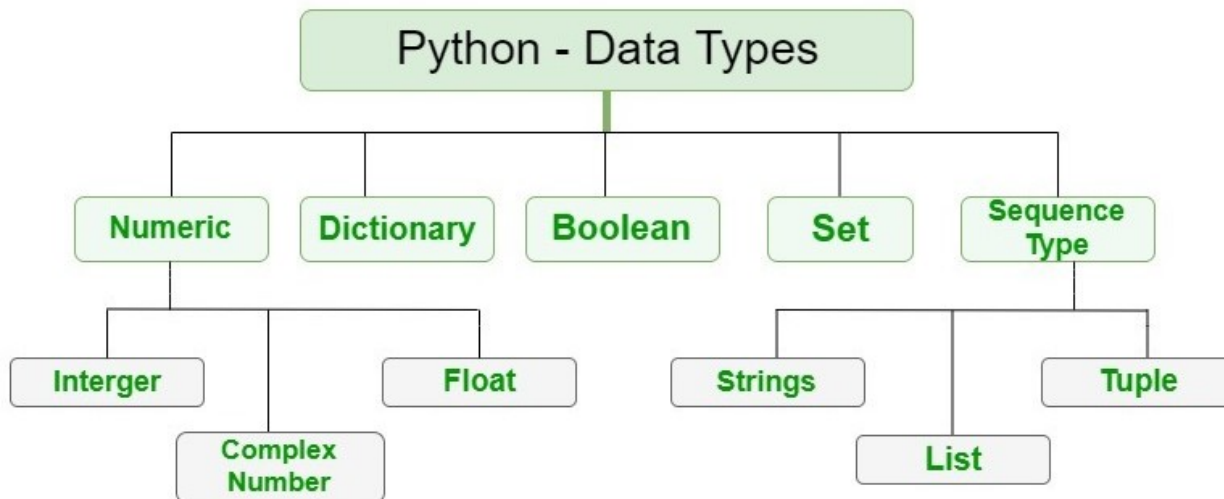 Python - Data Types
Numeric
Dictionary
Boolean
Set
Sequence
Type
Interger
Complex
Number
Float
Strings
List
Tuple